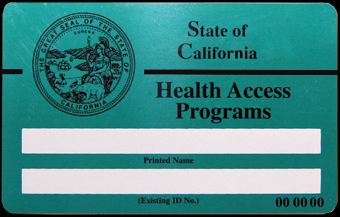 THE GREAT SEAL OF THE STATE OF CALIFORNIA
EUREKA
State of
California
Health Access
Programs
Printed Name
(Existing ID No.)
00 00 00